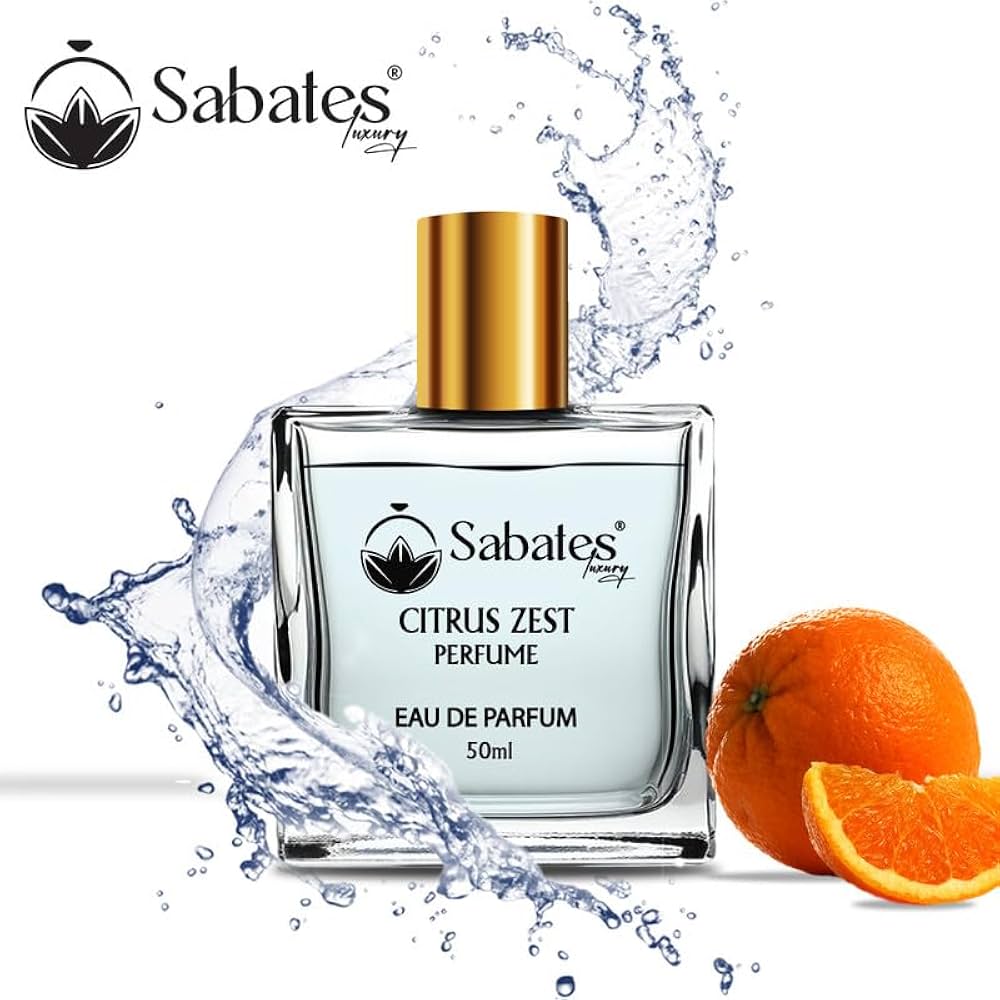 Sabates®
luxury
Sabates®
luxury
CITRUS ZEST
PERFUME
EAU DE PARFUM
50ml